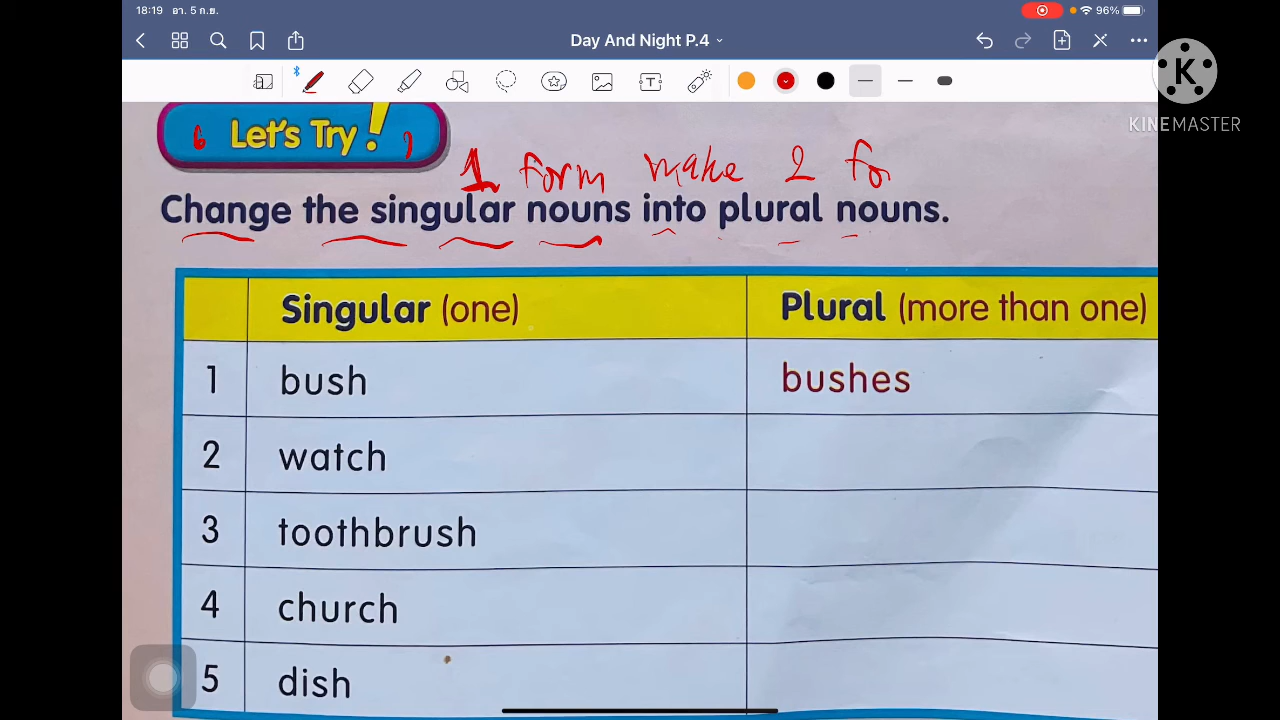 18:19 อา. 5 ก.ย.
96%
Day And Night P.4
K
KINEMASTER
Let's Try!
1 form make 2 fo
Change the singular nouns into plural nouns.
Singular (one) Plural (more than one)
1 bush bushes
2 watch
3 toothbrush
4 church
5 dish